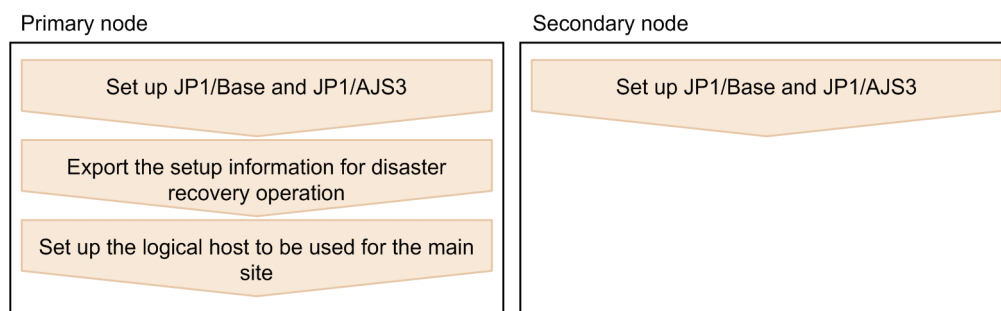 Primary node
Set up JP1/Base and JP1/AJS3
Export the setup information for disaster
recovery operation
Set up the logical host to be used for the main
site
Secondary node
Set up JP1/Base and JP1/AJS3